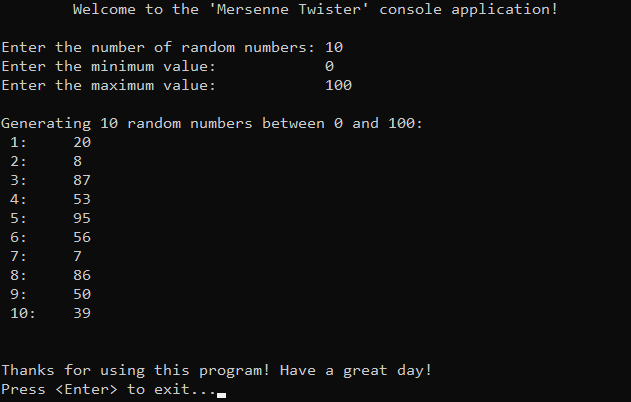 Welcome to the 'Mersenne Twister' console application!
Enter the number of random numbers: 10
Enter the minimum value: 0
Enter the maximum value: 100
Generating 10 random numbers between 0 and 100:
1: 20
2: 8
3: 87
4: 53
5: 95
6: 56
7: 7
8: 86
9: 50
10: 39
Thanks for using this program! Have a great day!
Press <Enter> to exit...